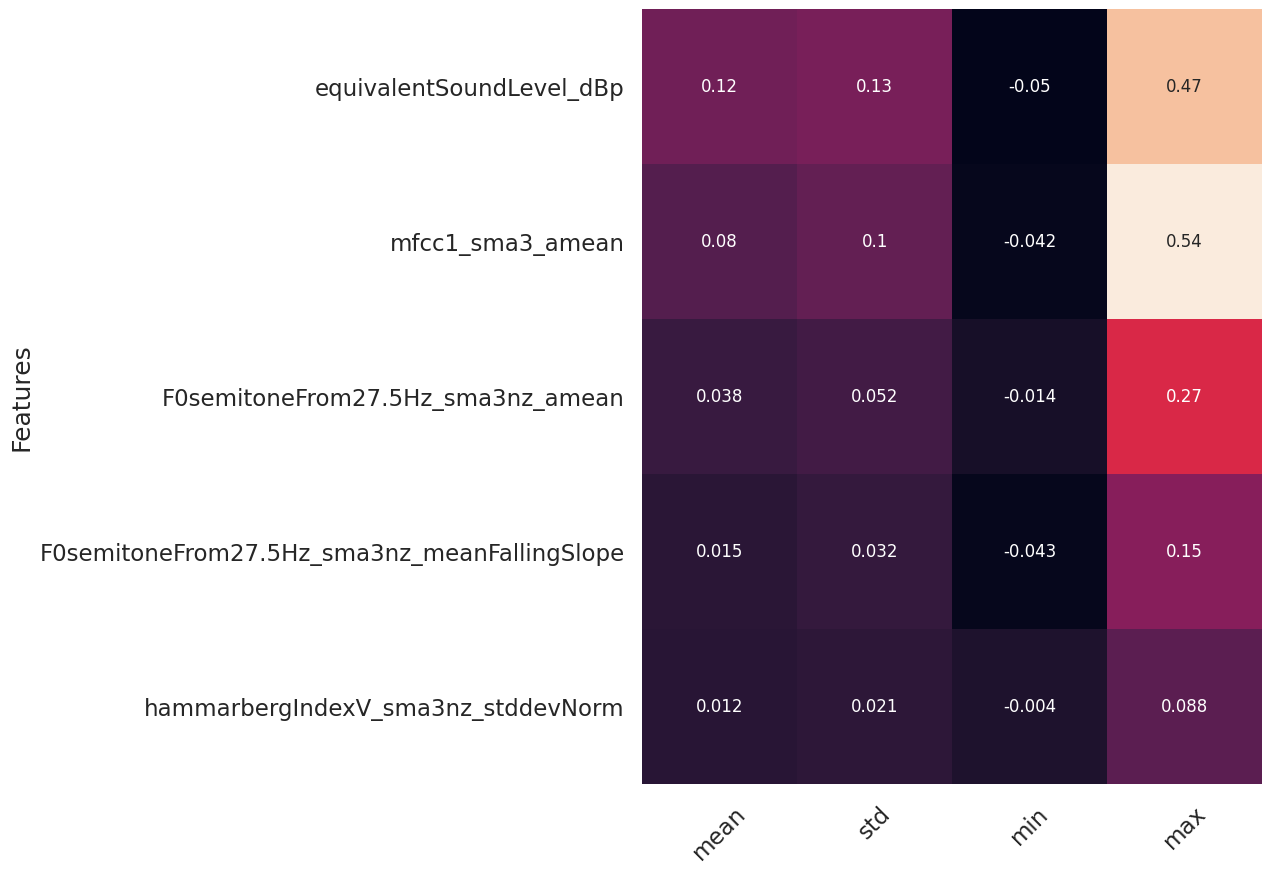 Features
equivalentSoundLevel_dBp 0.12 0.13 -0.05 0.47
mfcc1_sma3_amean 0.08 0.1 -0.042 0.54
F0semitoneFrom27.5Hz_sma3nz_amean 0.038 0.052 -0.014 0.27
F0semitoneFrom27.5Hz_sma3nz_meanFallingSlope 0.015 0.032 -0.043 0.15
hammarbergIndexV_sma3nz_stddevNorm 0.012 0.021 -0.004 0.088
mean std min max